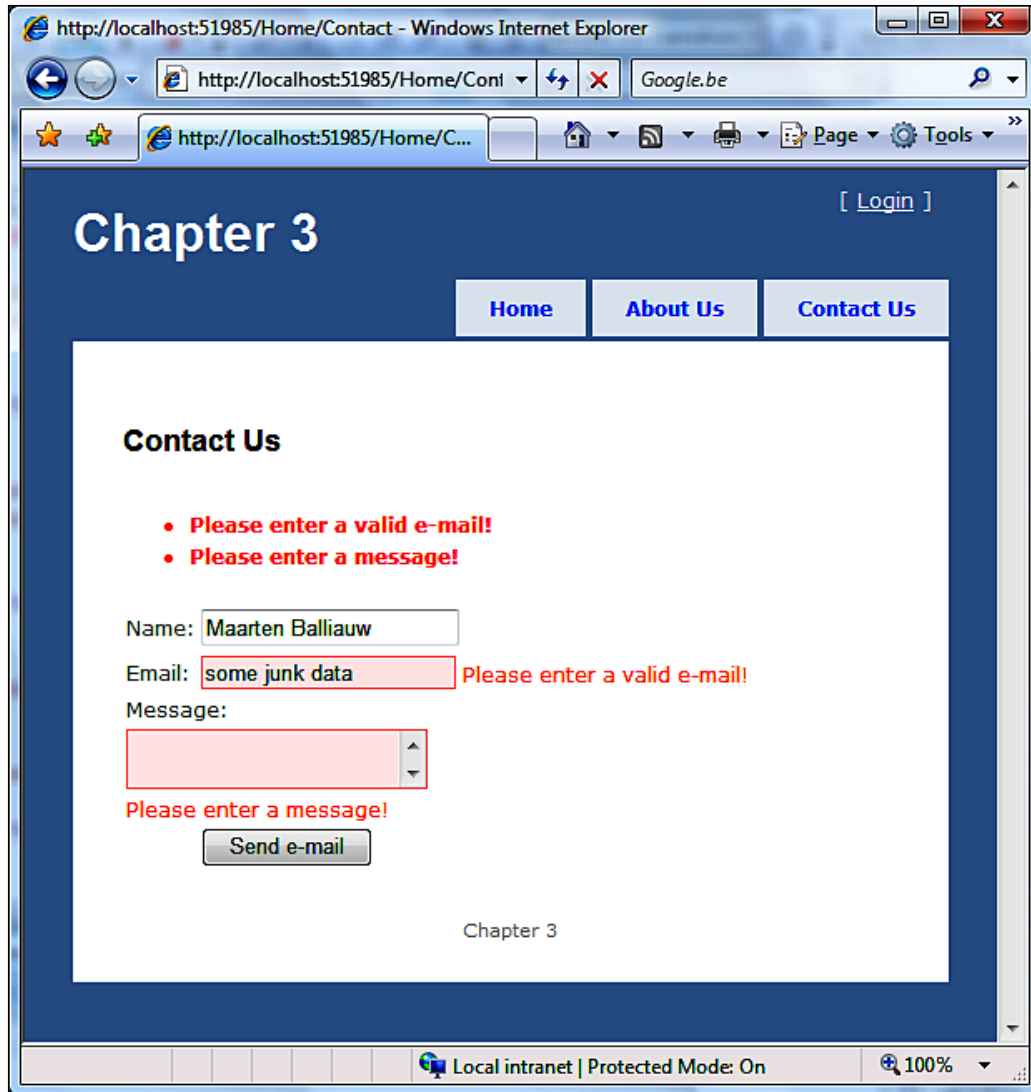 http://localhost:51985/Home/Contact - Windows Internet Explorer
http://localhost:51985/Home/Cont
Google.be
http://localhost:51985/Home/C...
Page
Tools
[ Login ]
Chapter 3
Home
About Us
Contact Us
Contact Us
• Please enter a valid e-mail!
• Please enter a message!
Name: Maarten Balliauw
Email: some junk data Please enter a valid e-mail!
Message:
Please enter a message!
Send e-mail
Chapter 3
Local intranet | Protected Mode: On
100%